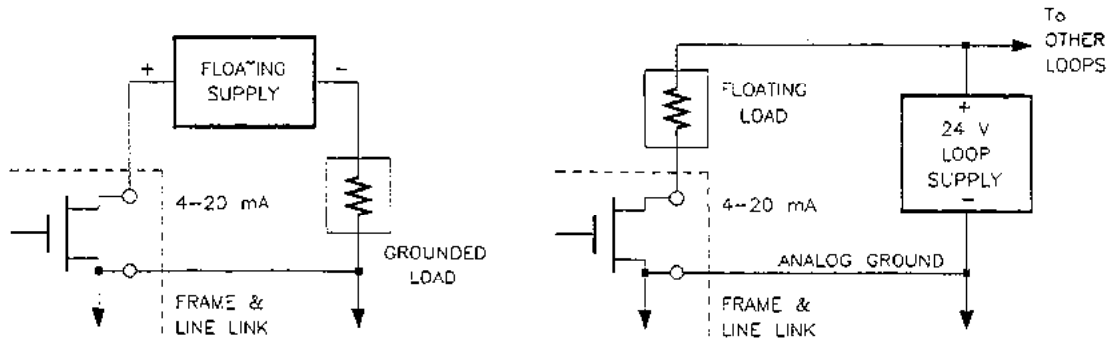 +
FLOATING
SUPPLY
-
4-20 mA
GROUNDED
LOAD
FRAME &
LINE LINK
To
OTHER
LOOPS
FLOATING
LOAD
+
24 V
LOOP
SUPPLY
-
4-20 mA
ANALOG GROUND
FRAME &
LINE LINK